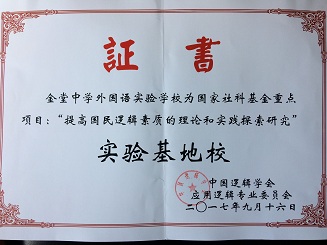 証書
金堂中学外国语实验学校为国家社科基金重点
项目：“提高国民逻辑素质的理论和实践探索研究”
实验基地校
中国逻辑学会
应用逻辑专业委员会
二〇一七年九月十六日